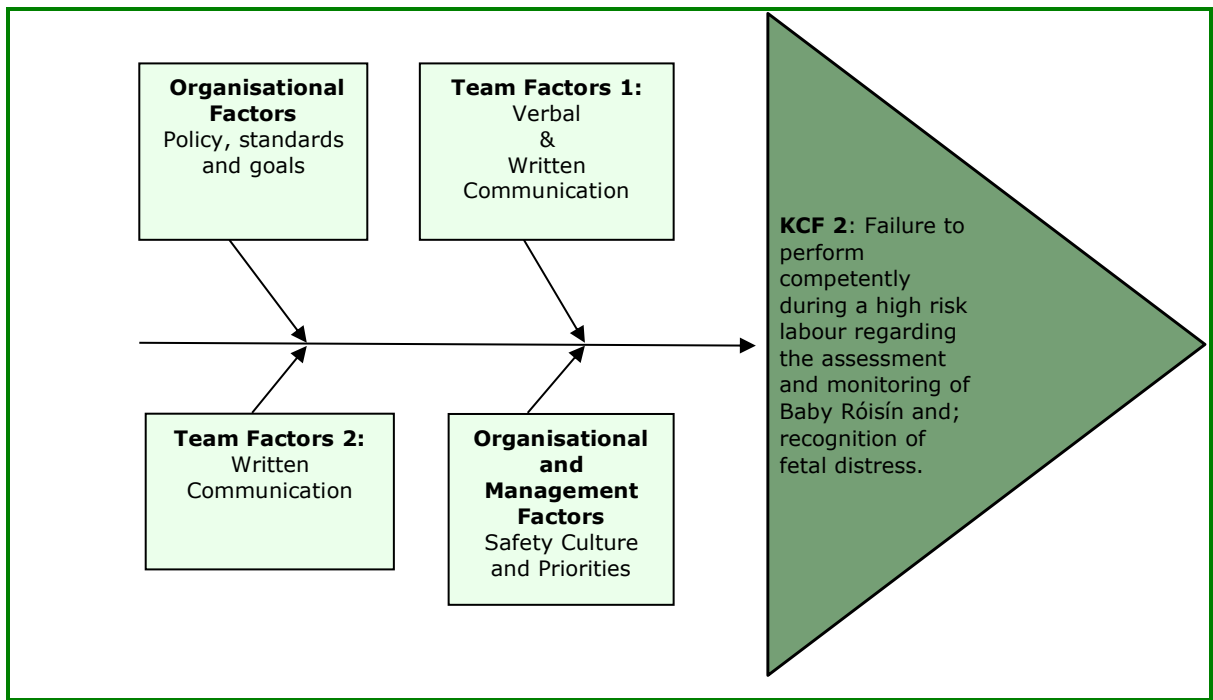 Organisational
Factors
Policy, standards
and goals
Team Factors 1:
Verbal
&
Written
Communication
KCF 2: Failure to
perform
competently
during a high risk
labour regarding
the assessment
and monitoring of
Baby Róisín and;
recognition of
fetal distress.
Team Factors 2:
Written
Communication
Organisational
and
Management
Factors
Safety Culture
and Priorities